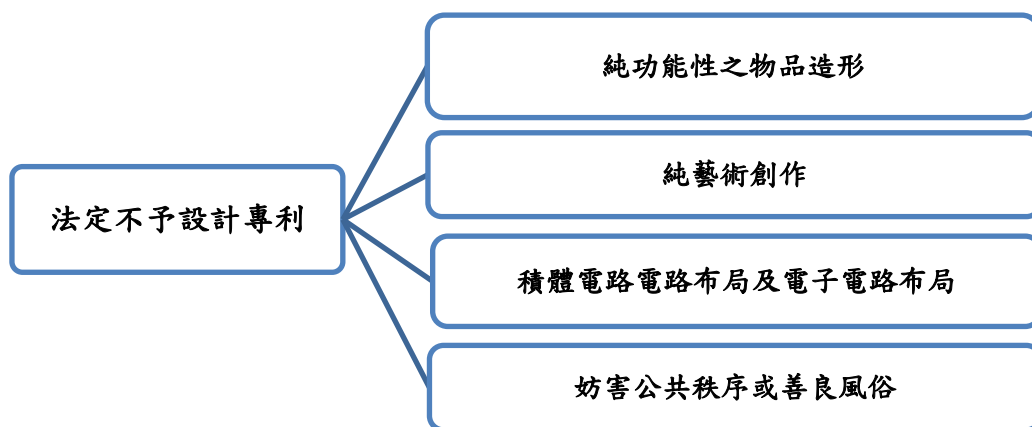 純功能性之物品造形
純藝術創作
法定不予設計專利
積體電路電路布局及電子電路布局
妨害公共秩序或善良風俗